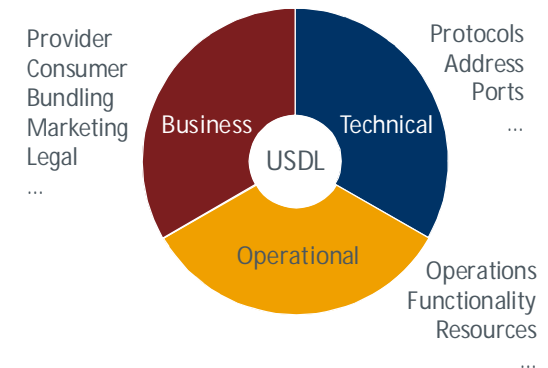 Provider
Consumer
Bundling
Marketing
Legal
...
Business
USDL
Technical
Protocols
Address
Ports
...
Operational
Operations
Functionality
Resources
...